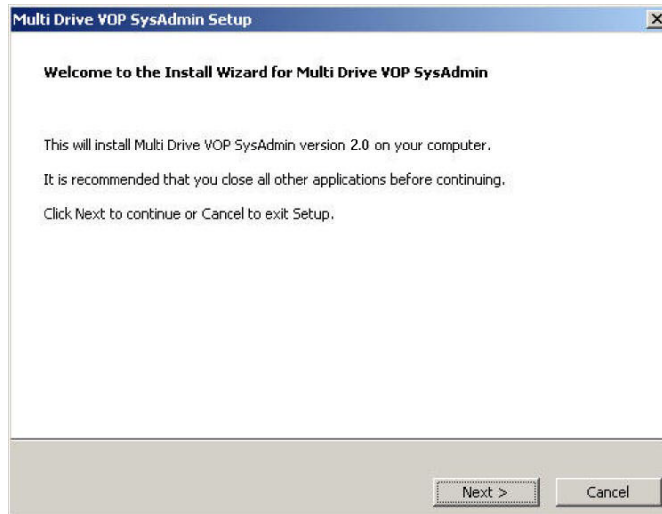 Multi Drive VOP SysAdmin Setup
Welcome to the Install Wizard for Multi Drive VOP SysAdmin
This will install Multi Drive VOP SysAdmin version 2.0 on your computer.
It is recommended that you close all other applications before continuing.
Click Next to continue or Cancel to exit Setup.
Next >
Cancel